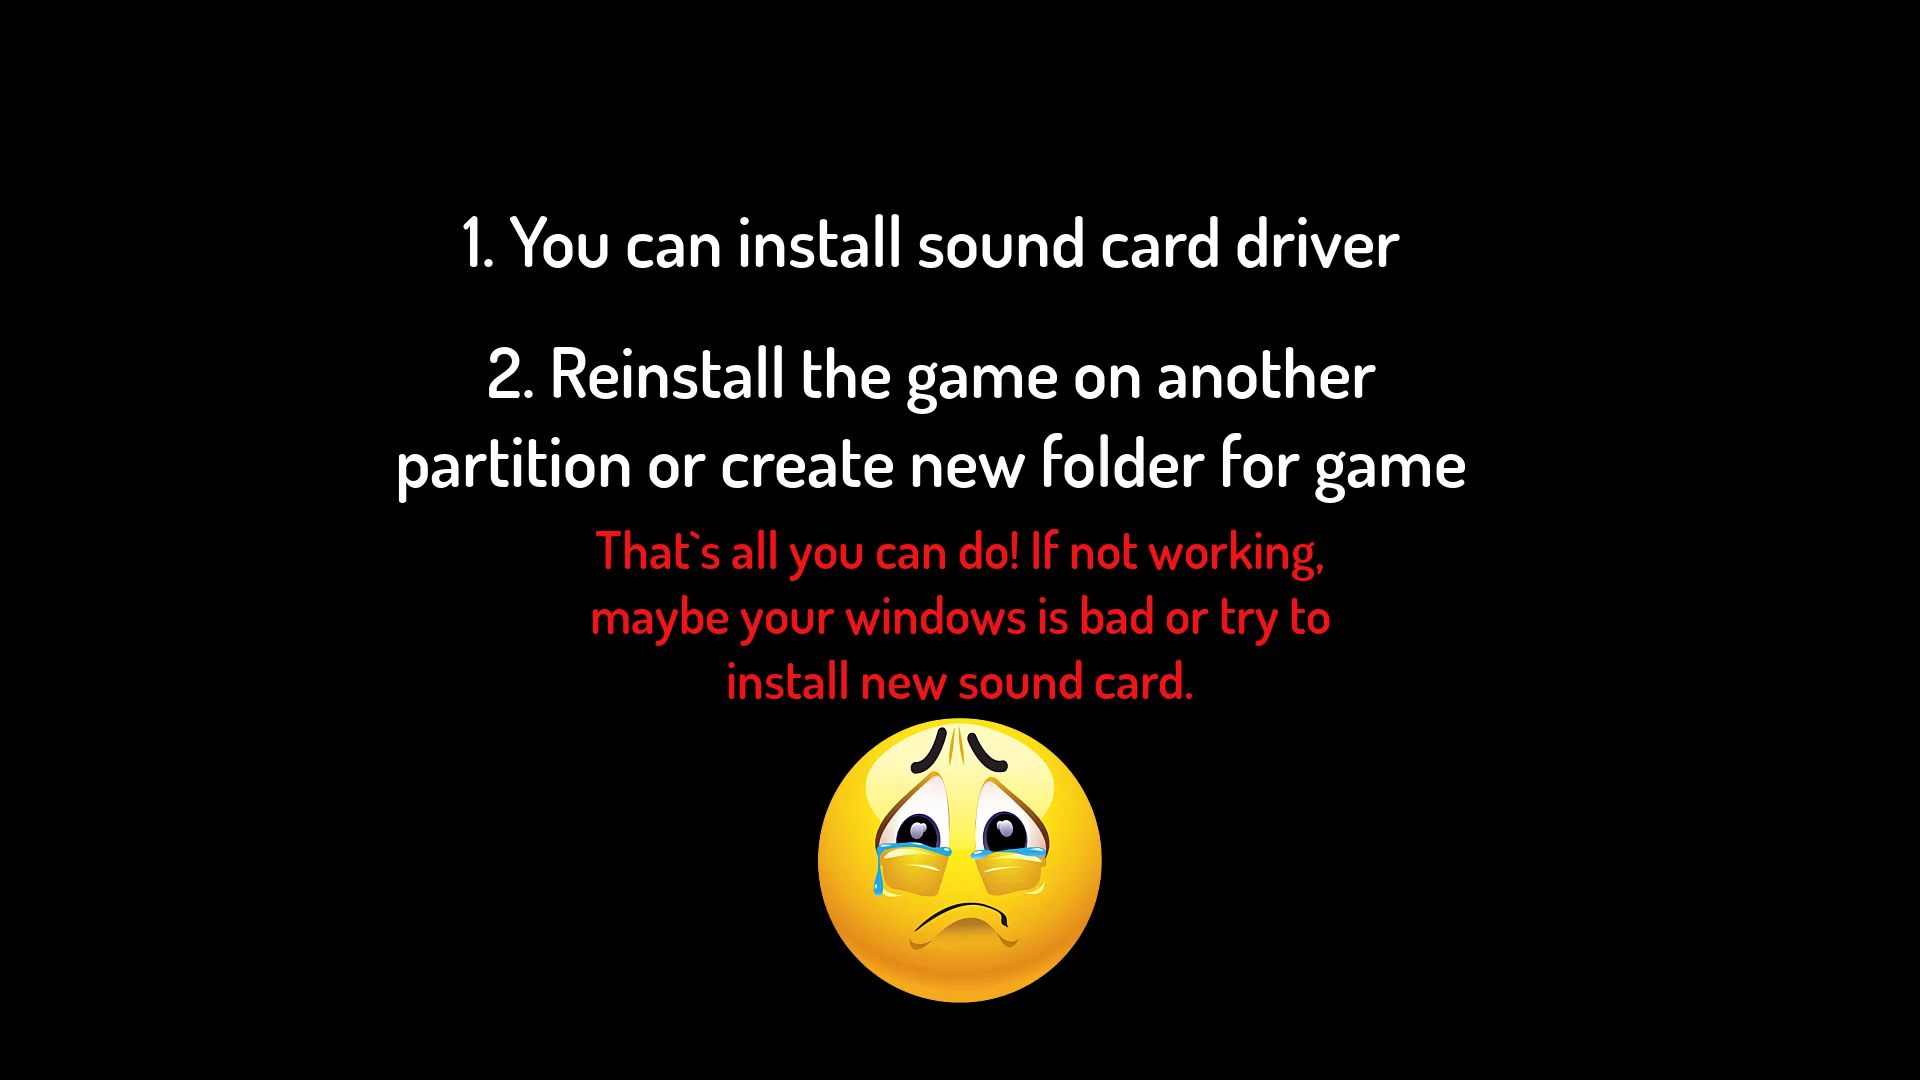 1. You can install sound card driver
2. Reinstall the game on another
partition or create new folder for game
That`s all you can do! If not working,
maybe your windows is bad or try to
install new sound card.